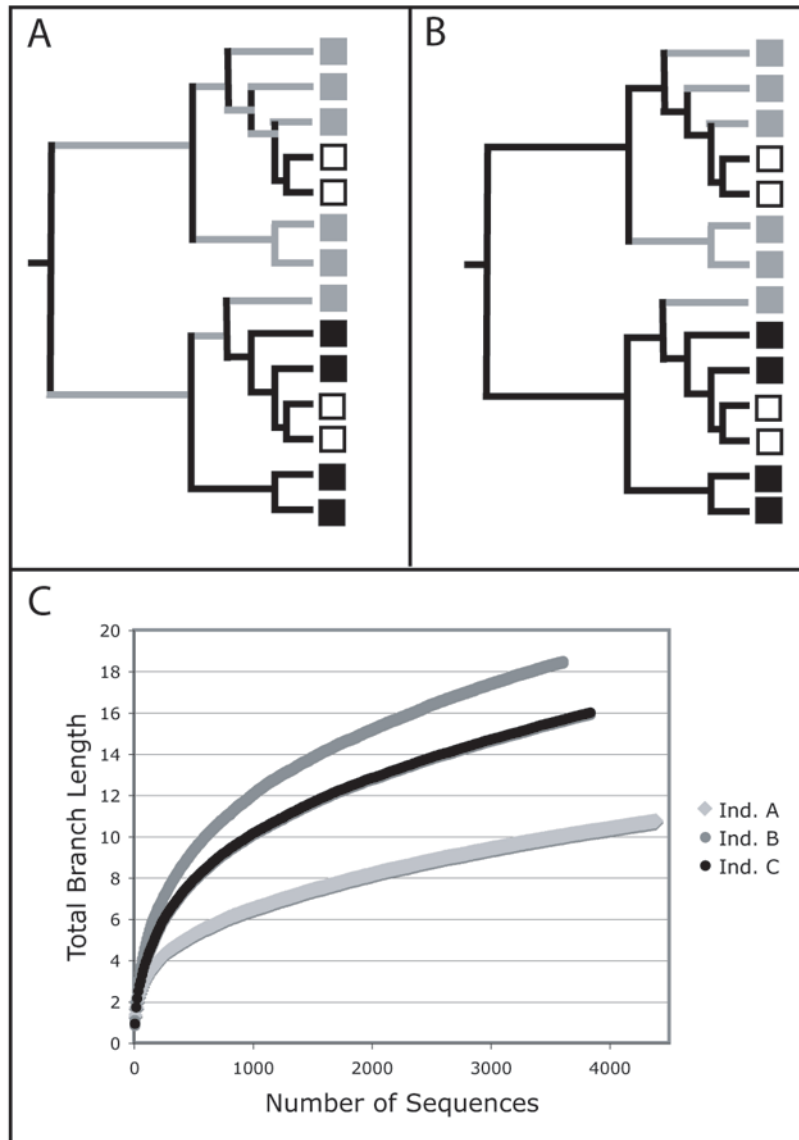 A
B
C
20
18
16
14
12
10
8
6
4
2
0
Total Branch Length
0 1000 2000 3000 4000
Number of Sequences
Ind. A
Ind. B
Ind. C